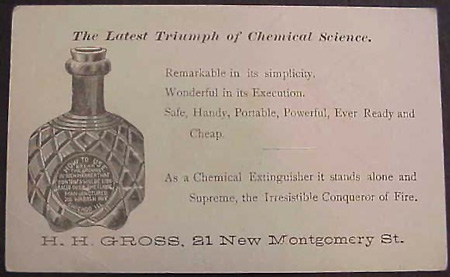 The Latest Triumph of Chemical Science.
Remarkable in its simplicity.
Wonderful in its Execution.
Safe, Handy, Portable, Powerful, Ever Ready and
Cheap.
As a Chemical Extinguisher it stands alone and
Supreme, the Irresistible Conqueror of Fire.
HOW TO USE
H. H. GROSS, 21 New Montgomery St.